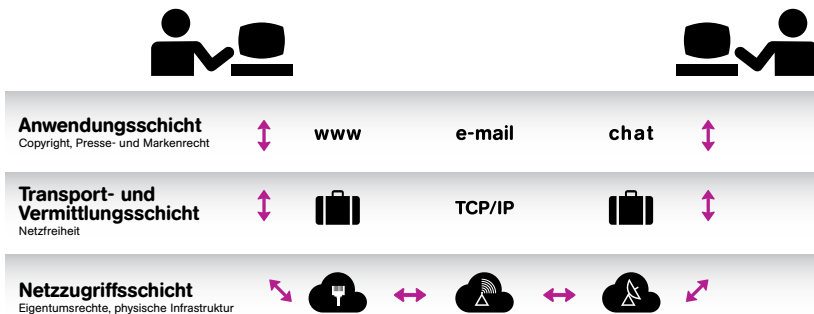 Anwendungsschicht
Copyright, Presse- und Markenrecht
www
e-mail
chat
Transport- und
Vermittlungsschicht
Netzfreiheit
TCP/IP
Netzzugriffsschicht
Eigentumsrechte, physische Infrastruktur